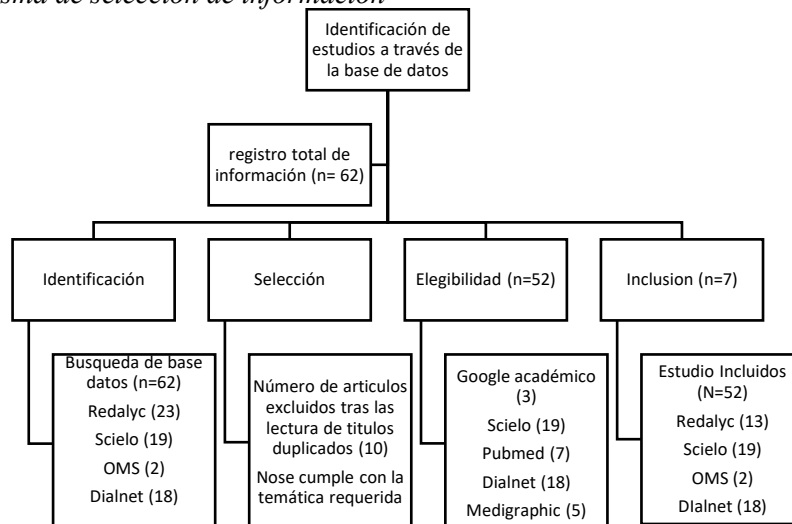 sma de selección de información
Identificación de
estudios a través de
la base de datos
registro total de
información (n= 62)
Identificación
Selección
Elegibilidad (n=52)
Inclusion (n=7)
Busqueda de base
datos (n=62)
Redalyc (23)
Scielo (19)
OMS (2)
Dialnet (18)
Número de articulos
excluidos tras las
lectura de titulos
duplicados (10)
Nose cumple con la
temática requerida
Google académico
(3)
Scielo (19)
Pubmed (7)
Dialnet (18)
Medigraphic (5)
Estudio Incluidos
(N=52)
Redalyc (13)
Scielo (19)
OMS (2)
DIalnet (18)